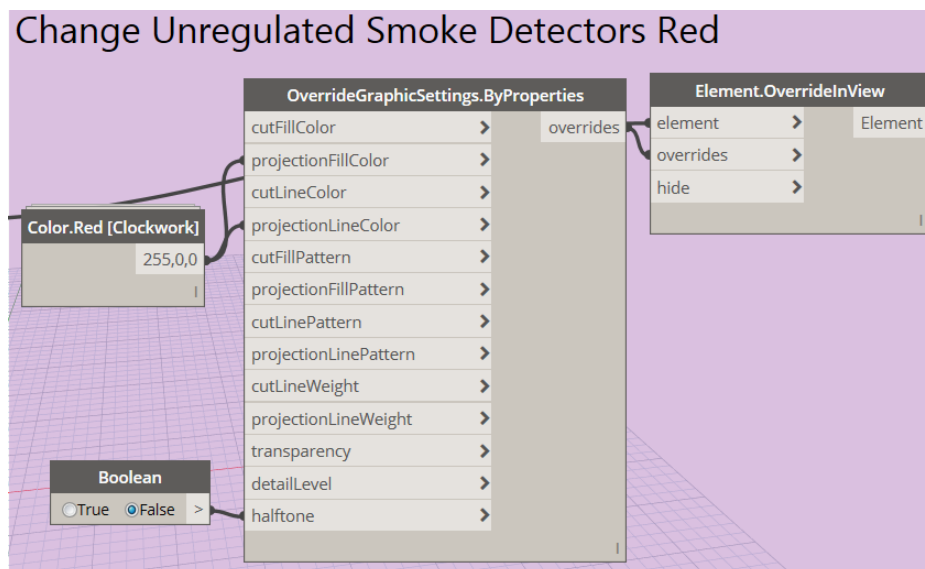 Change Unregulated Smoke Detectors Red
OverrideGraphicSettings.ByProperties
cutFillColor
overrides
projectionFillColor
cutLineColor
projectionLineColor
cutFillPattern
projectionFillPattern
cutLinePattern
projectionLinePattern
cutLineWeight
projectionLineWeight
transparency
detailLevel
halftone
Element.OverrideInView
element
Element
overrides
hide
Color.Red [Clockwork]
255,0,0
Boolean
True False >